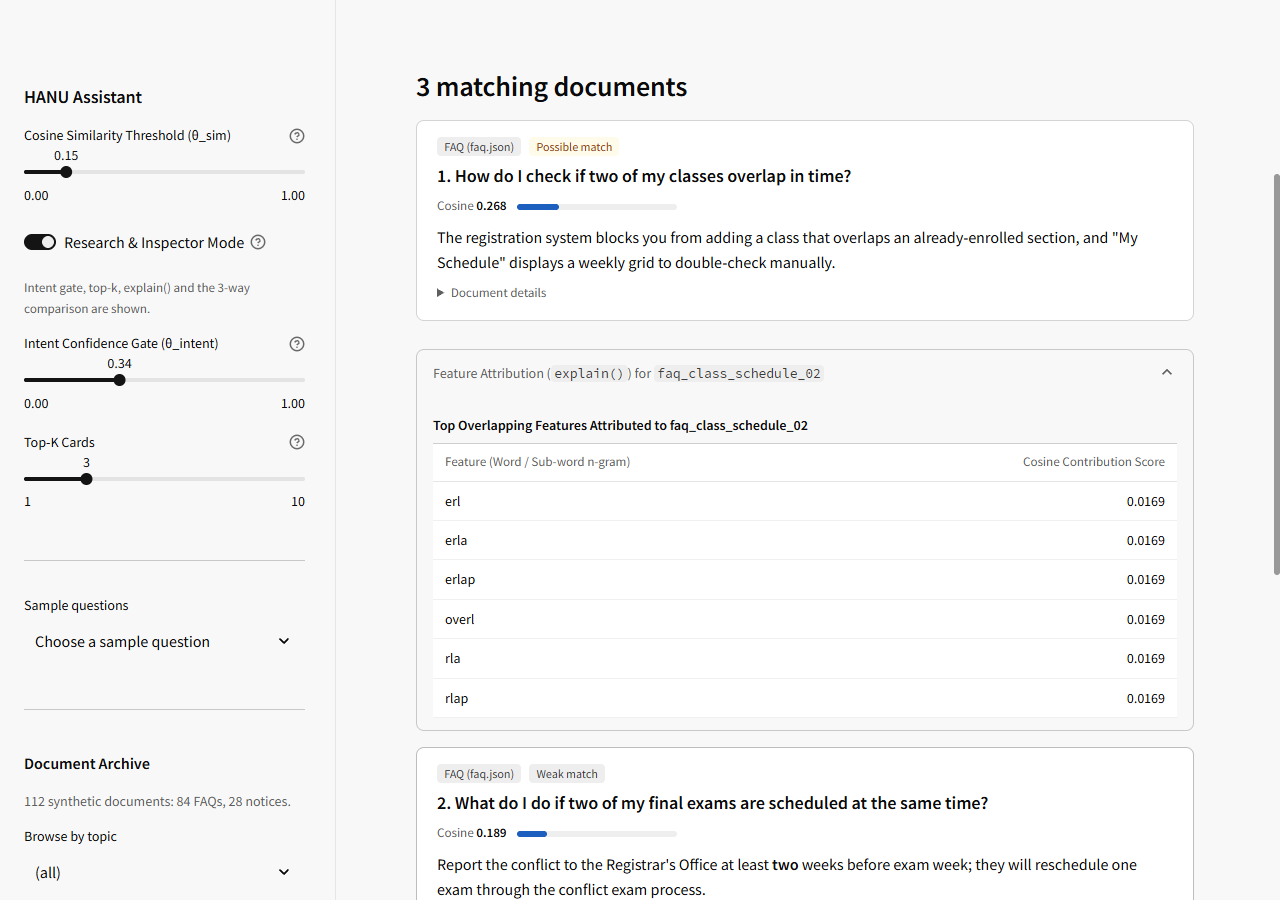 HANU Assistant
Cosine Similarity Threshold (θ_sim)
0.15
0.00 1.00
Research & Inspector Mode
Intent gate, top-k, explain() and the 3-way
comparison are shown.
Intent Confidence Gate (θ_intent)
0.34
0.00 1.00
Top-K Cards
3
1 10
Sample questions
Choose a sample question
Document Archive
112 synthetic documents: 84 FAQs, 28 notices.
Browse by topic
(all)
3 matching documents
FAQ (faq.json) Possible match
1. How do I check if two of my classes overlap in time?
Cosine 0.268
The registration system blocks you from adding a class that overlaps an already-enrolled section, and "My
Schedule" displays a weekly grid to double-check manually.
Document details
Feature Attribution ( explain() ) for faq_class_schedule_02
Top Overlapping Features Attributed to faq_class_schedule_02
Feature (Word / Sub-word n-gram) Cosine Contribution Score
erl 0.0169
erla 0.0169
erlap 0.0169
overl 0.0169
rla 0.0169
rlap 0.0169
FAQ (faq.json) Weak match
2. What do I do if two of my final exams are scheduled at the same time?
Cosine 0.189
Report the conflict to the Registrar's Office at least two weeks before exam week; they will reschedule one
exam through the conflict exam process.